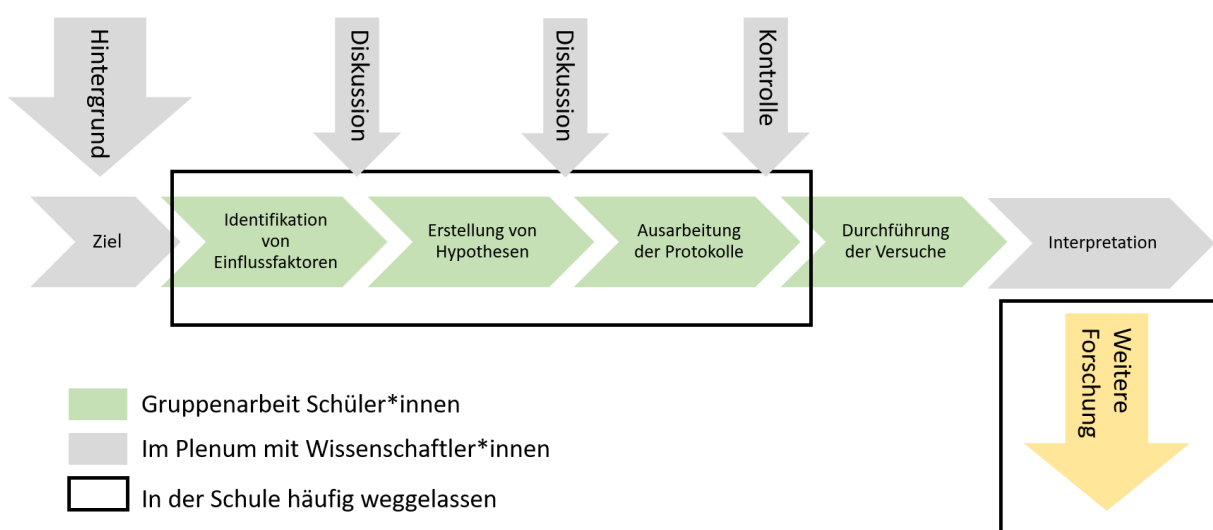 Hintergrund
Diskussion
Diskussion
Kontrolle
Ziel
Identifikation
von
Einflussfaktoren
Erstellung von
Hypothesen
Ausarbeitung
der Protokolle
Durchführung
der Versuche
Interpretation
Weitere
Forschung
Gruppenarbeit Schüler*innen
Im Plenum mit Wissenschaftler*innen
In der Schule häufig weggelassen